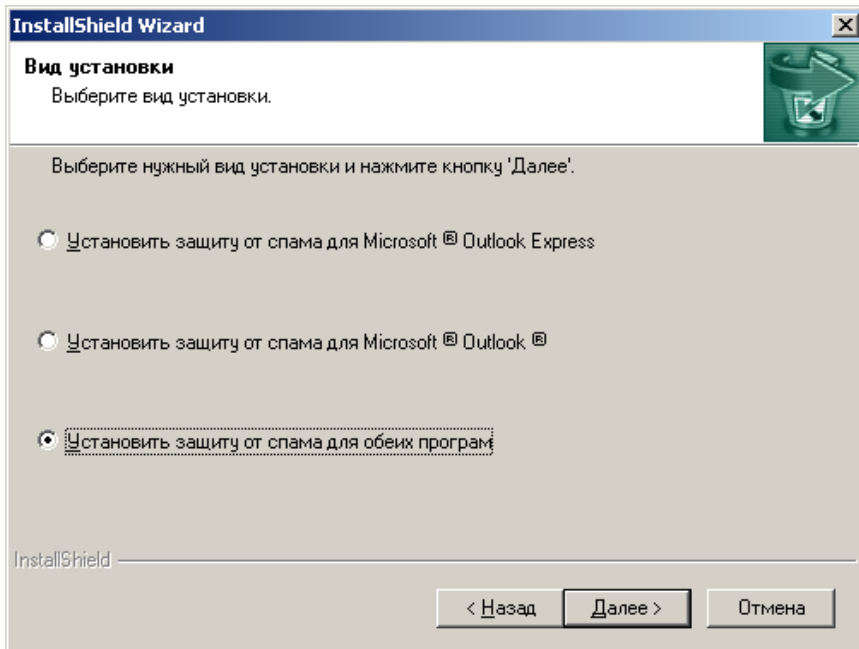 InstallShield Wizard
Вид установки
Выберите вид установки.
Выберите нужный вид установки и нажмите кнопку 'Далее'.
Установить защиту от спама для Microsoft ® Outlook Express
Установить защиту от спама для Microsoft ® Outlook ®
Установить защиту от спама для обеих програм
InstallShield
< Назад Далее > Отмена